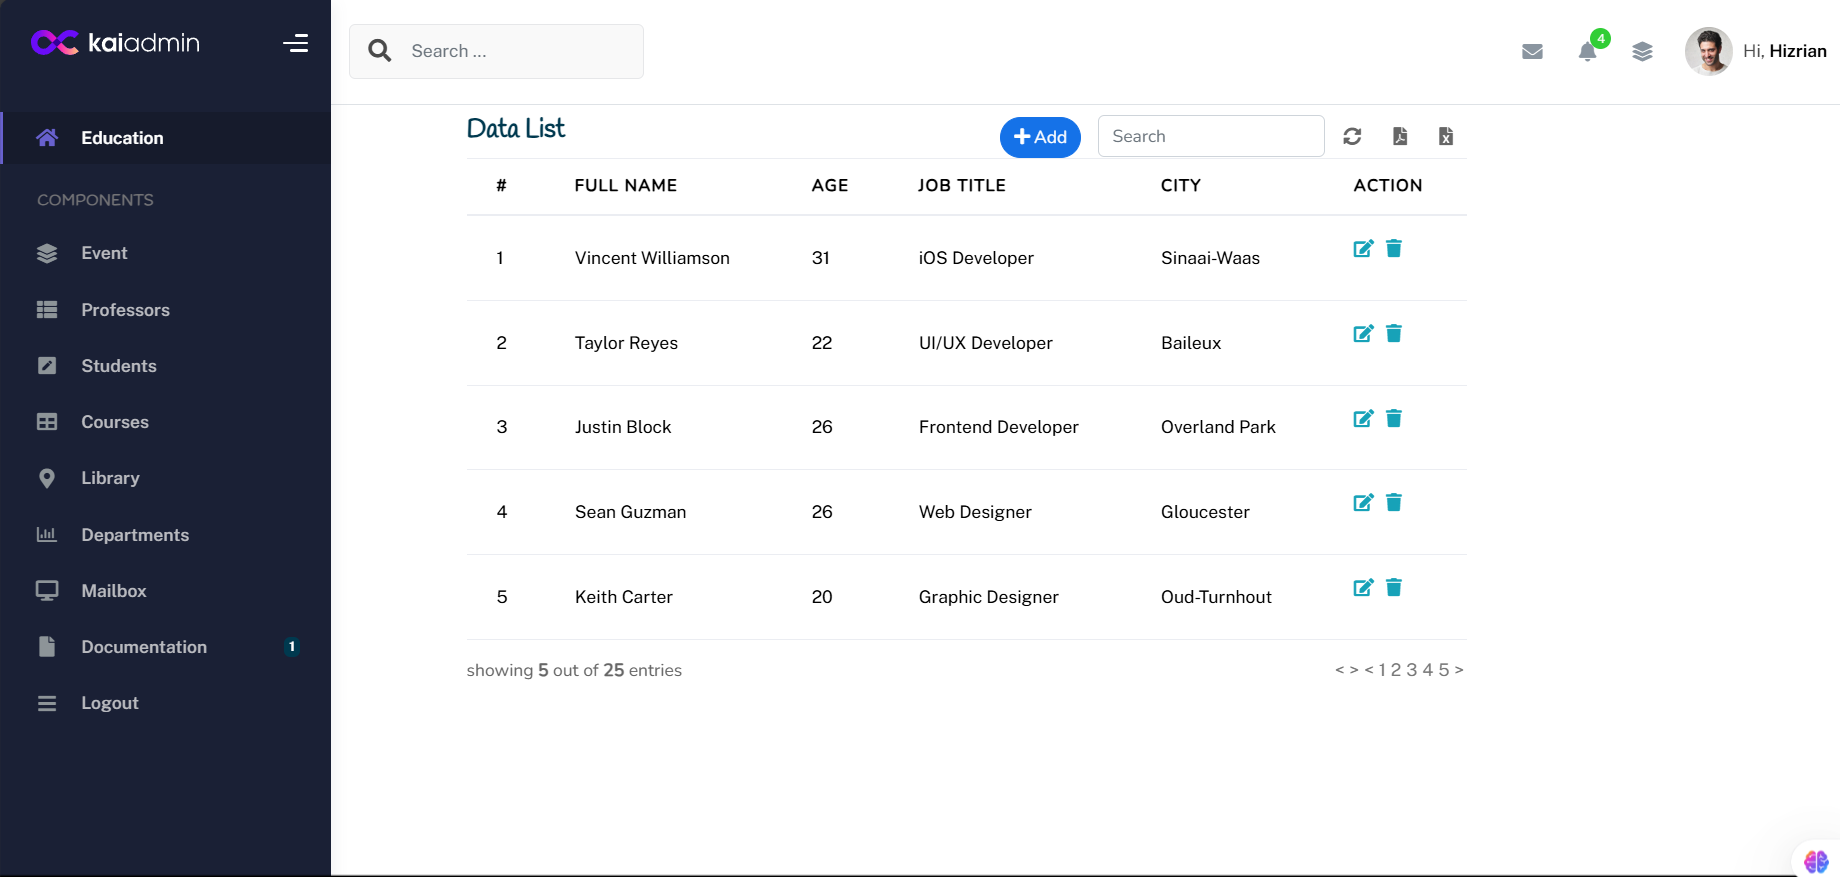 kaiadmin
Search ...
4
Hi, Hizrian
Education
COMPONENTS
Event
Professors
Students
Courses
Library
Departments
Mailbox
Documentation 1
Logout
Data List
Add
Search
# FULL NAME AGE JOB TITLE CITY ACTION
1 Vincent Williamson 31 iOS Developer Sinaai-Waas
2 Taylor Reyes 22 UI/UX Developer Baileux
3 Justin Block 26 Frontend Developer Overland Park
4 Sean Guzman 26 Web Designer Gloucester
5 Keith Carter 20 Graphic Designer Oud-Turnhout
showing 5 out of 25 entries
< > < 1 2 3 4 5 >